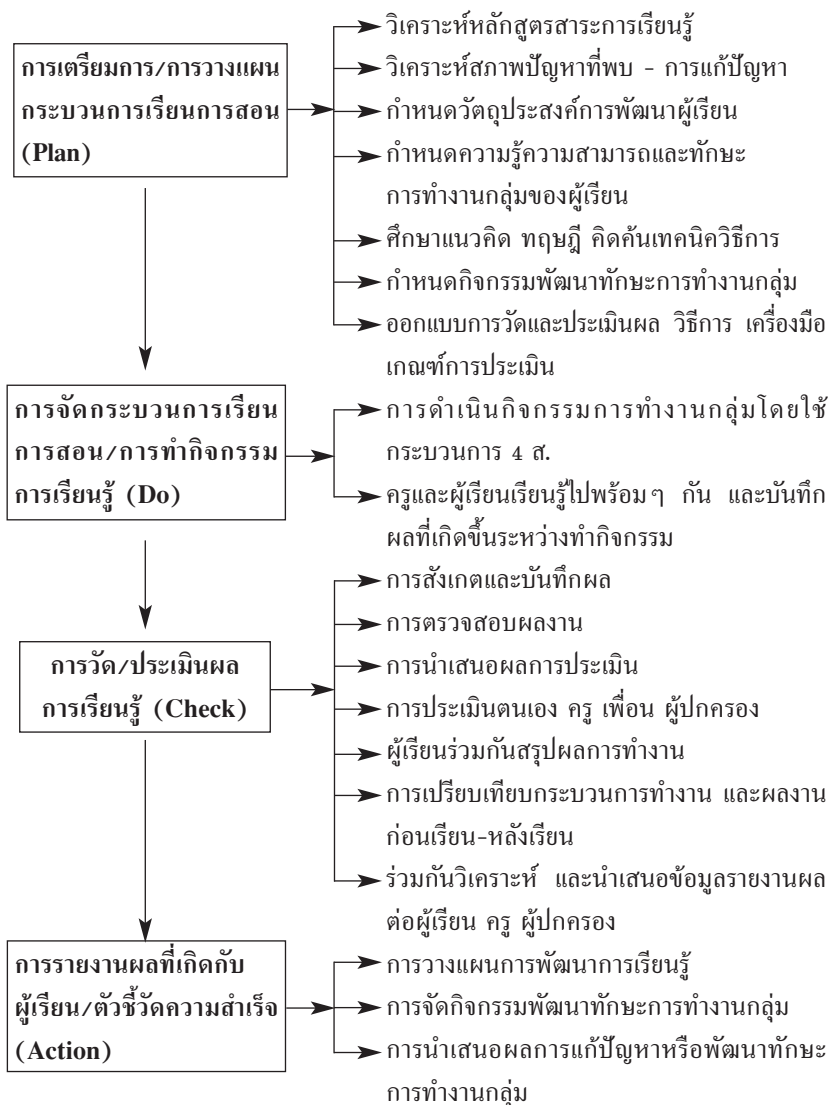 การเตรียมการ/การวางแผน
กระบวนการเรียนการสอน
(Plan)
วิเคราะห์หลักสูตรสาระการเรียนรู้
วิเคราะห์สภาพปัญหาที่พบ - การแก้ปัญหา
กำหนดวัตถุประสงค์การพัฒนาผู้เรียน
กำหนดความรู้ความสามารถและทักษะ
การทำงานกลุ่มของผู้เรียน
ศึกษาแนวคิด ทฤษฎี คิดค้นเทคนิควิธีการ
กำหนดกิจกรรมพัฒนาทักษะการทำงานกลุ่ม
ออกแบบการวัดและประเมินผล วิธีการ เครื่องมือ
เกณฑ์การประเมิน
การจัดกระบวนการเรียน
การสอน/การทำกิจกรรม
การเรียนรู้ (Do)
การดำเนินกิจกรรมการทำงานกลุ่มโดยใช้
กระบวนการ 4 ส.
ครูและผู้เรียนเรียนรู้ไปพร้อมๆ กัน และบันทึก
ผลที่เกิดขึ้นระหว่างทำกิจกรรม
การวัด/ประเมินผล
การเรียนรู้ (Check)
การสังเกตและบันทึกผล
การตรวจสอบผลงาน
การนำเสนอผลการประเมิน
การประเมินตนเอง ครู เพื่อน ผู้ปกครอง
ผู้เรียนร่วมกันสรุปผลการทำงาน
การเปรียบเทียบกระบวนการทำงาน และผลงาน
ก่อนเรียน-หลังเรียน
ร่วมกันวิเคราะห์ และนำเสนอข้อมูลรายงานผล
ต่อผู้เรียน ครู ผู้ปกครอง
การรายงานผลที่เกิดกับ
ผู้เรียน/ตัวชี้วัดความสำเร็จ
(Action)
การวางแผนการพัฒนาการเรียนรู้
การจัดกิจกรรมพัฒนาทักษะการทำงานกลุ่ม
การนำเสนอผลการแก้ปัญหาหรือพัฒนาทักษะ
การทำงานกลุ่ม